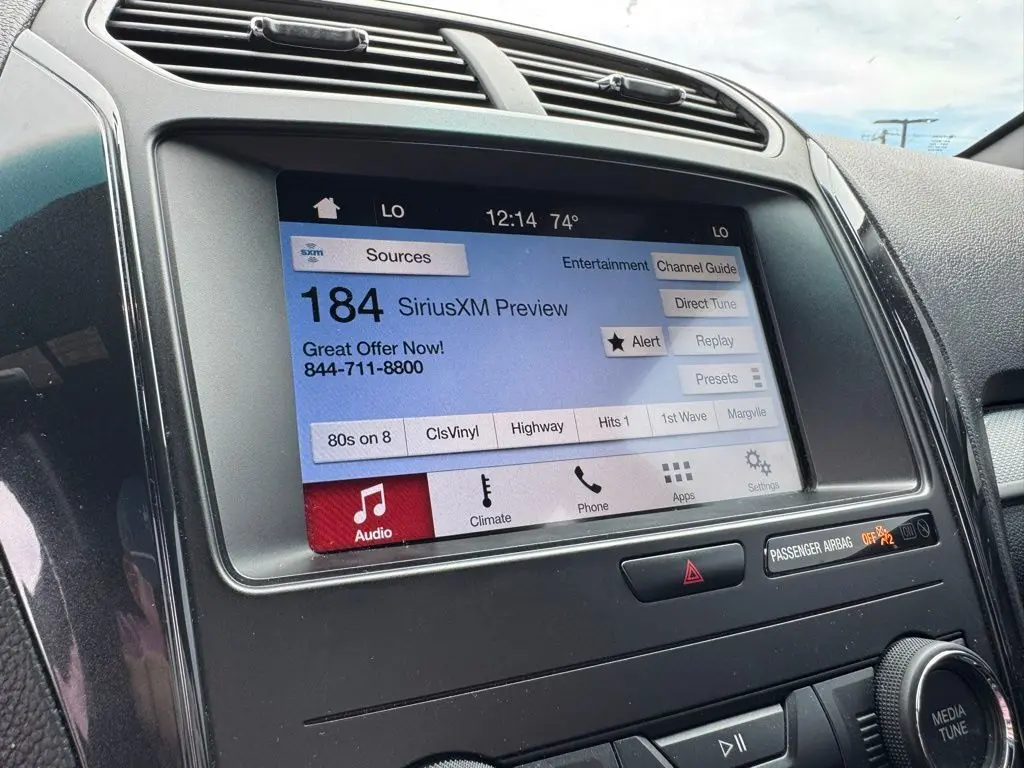 LO 12:14 74° LO
sxm Sources Entertainment Channel Guide
184 SiriusXM Preview Direct Tune
Great Offer Now! Alert Replay
844-711-8800
Presets
80s on 8 ClsVinyl Highway Hits 1 1st Wave Margvlle
Audio Climate Phone Apps Settings
PASSENGER AIRBAG OFF 2
MEDIA
TUNE